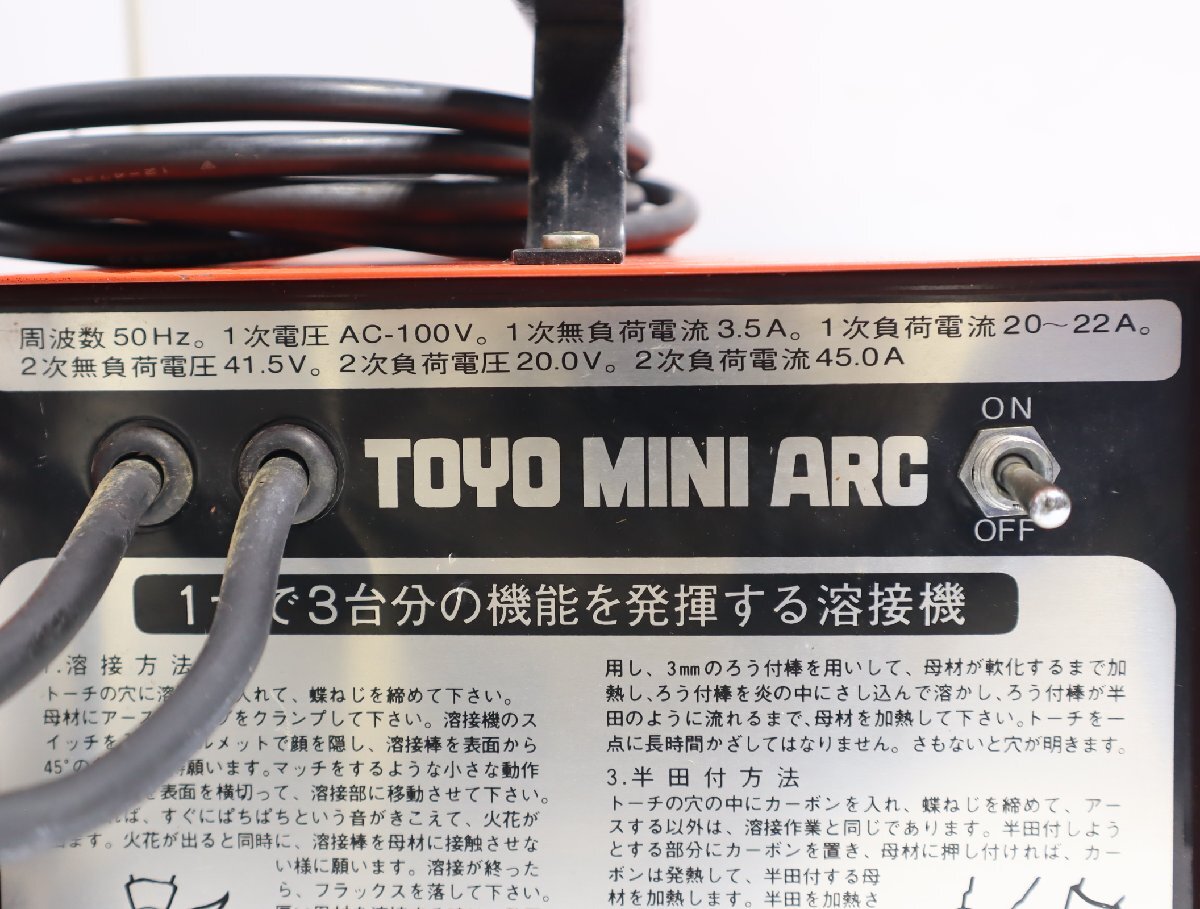 周波数50Hz。1次電圧 AC-100V。1次無負荷電流3.5A。1次負荷電流20〜22A。
2次無負荷電圧41.5V。2次負荷電圧20.0V。2次負荷電流45.0A
ON
TOYO MINI ARC
OFF
1 で3台分の機能を発揮する溶接機
1.溶接方法
トーチの穴に溶 入れて、蝶ねじを締めて下さい。
母材にアース をクランプして下さい。溶接機のス
イッチを ルメットで顔を隠し、溶接棒を表面から
45°の 願います。マッチをするような小さな動作
を表面を横切って、溶接部に移動させて下さい。
れば、すぐにぱちぱちという音がきこえて、火花が
ます。火花が出ると同時に、溶接棒を母材に接触させな
い様に願います。溶接が終った
ら、フラックスを落して下さい。
用し、3mmのろう付棒を用いして、母材が軟化するまで加
熱し、ろう付棒を炎の中にさし込んで溶かし、ろう付棒が半
田のように流れるまで、母材を加熱して下さい。トーチを一
点に長時間かざしてはなりません。さもないと穴が明きます。
3.半田付方法
トーチの穴の中にカーボンを入れ、蝶ねじを締めて、アー
スする以外は、溶接作業と同じであります。半田付しよう
とする部分にカーボンを置き、母材に押し付ければ、カー
ボンは発熱して、半田付する母
材を加熱します。半田を加熱さ